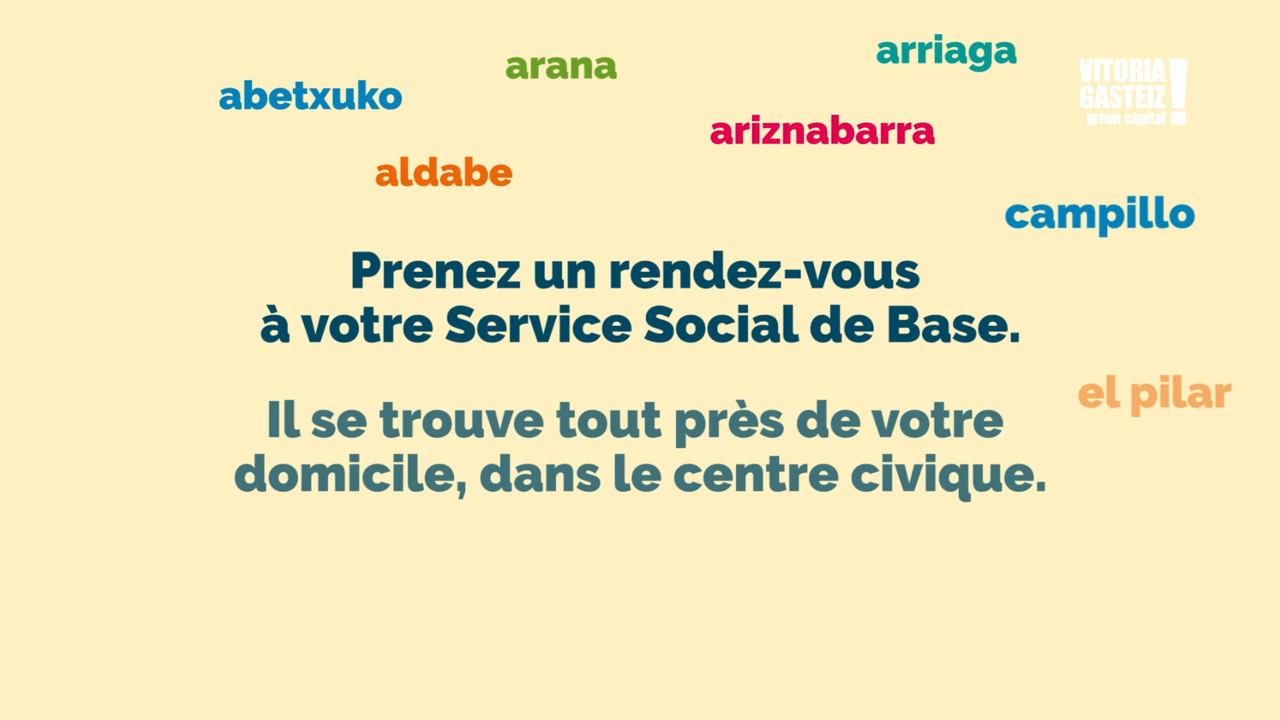 arriaga
arana
VITORIA
GASTEIZ!
green capital
abetxuko
ariznabarra
aldabe
campillo
Prenez un rendez-vous
à votre Service Social de Base.
el pilar
Il se trouve tout près de votre
domicile, dans le centre civique.